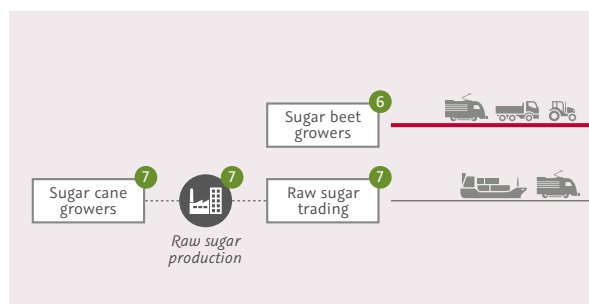 6
Sugar beet
growers
7
7
7
Sugar cane
growers
Raw sugar
trading
Raw sugar
production